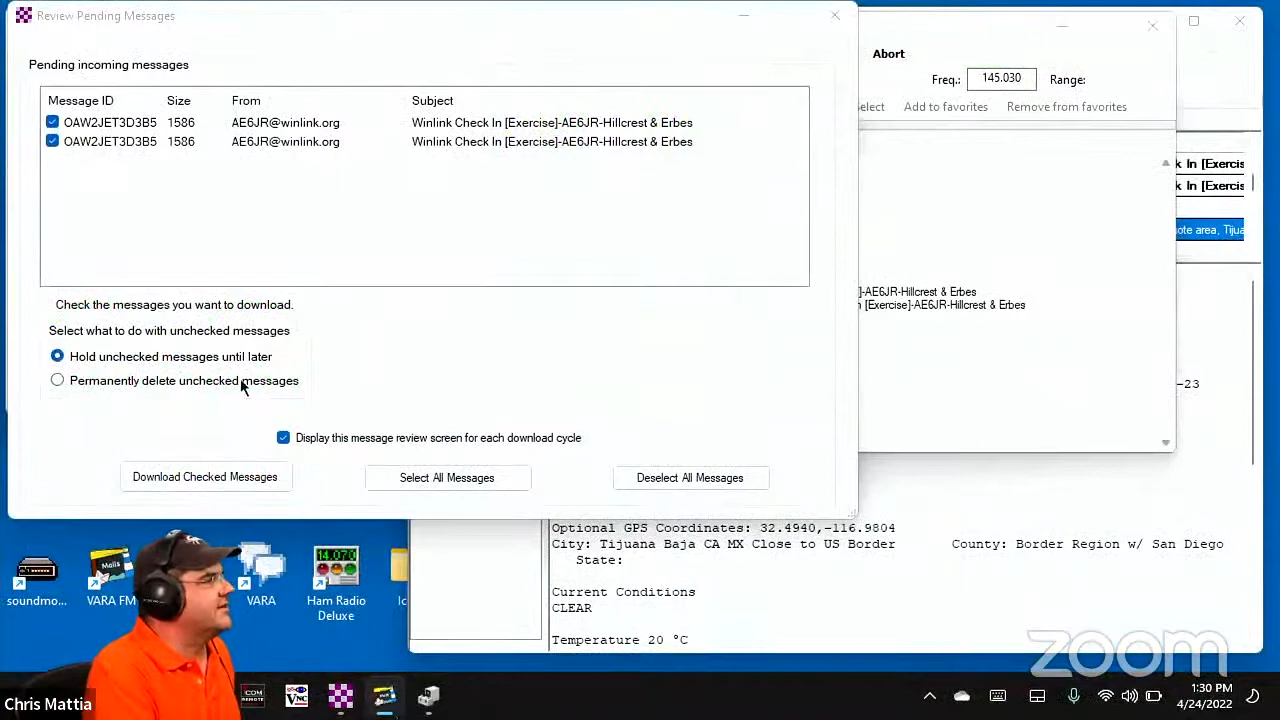 Review Pending Messages
Pending incoming messages
Message ID Size From Subject
OAW2JET3D3B5 1586 AE6JR@winlink.org Winlink Check In [Exercise]-AE6JR-Hillcrest & Erbes
OAW2JET3D3B5 1586 AE6JR@winlink.org Winlink Check In [Exercise]-AE6JR-Hillcrest & Erbes
Check the messages you want to download.
Select what to do with unchecked messages
Hold unchecked messages until later
Permanently delete unchecked messages
Display this message review screen for each download cycle
Download Checked Messages Select All Messages Deselect All Messages
Abort
Freq.: 145.030 Range:
elect Add to favorites Remove from favorites
k In [Exercis
k In [Exercis
ote area, Tijua
]-AE6JR-Hillcrest & Erbes
n [Exercise]-AE6JR-Hillcrest & Erbes
-23
Optional GPS Coordinates: 32.4940,-116.9804
City: Tijuana Baja CA MX Close to US Border County: Border Region w/ San Diego
State:
Current Conditions
CLEAR
Temperature 20 °C
soundmo...
VARA FM
VARA
14.070
Ham Radio
Deluxe
Ic
zoom
Chris Mattia
COM
REMOTE
VNC
1:30 PM
4/24/2022